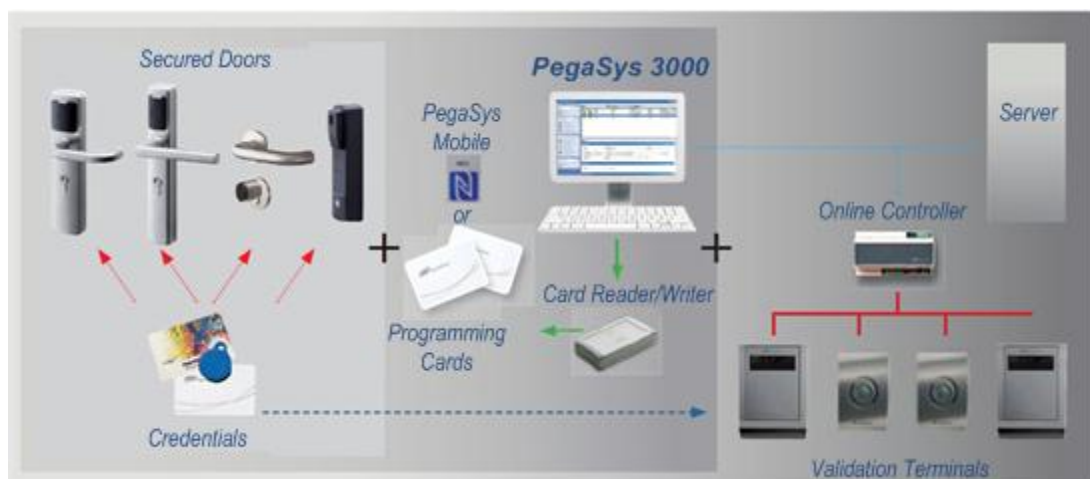 Secured Doors
PegaSys 3000
PegaSys
Mobile
or
Server
Online Controller
Card Reader/Writer
Programming
Cards
Credentials
Validation Terminals